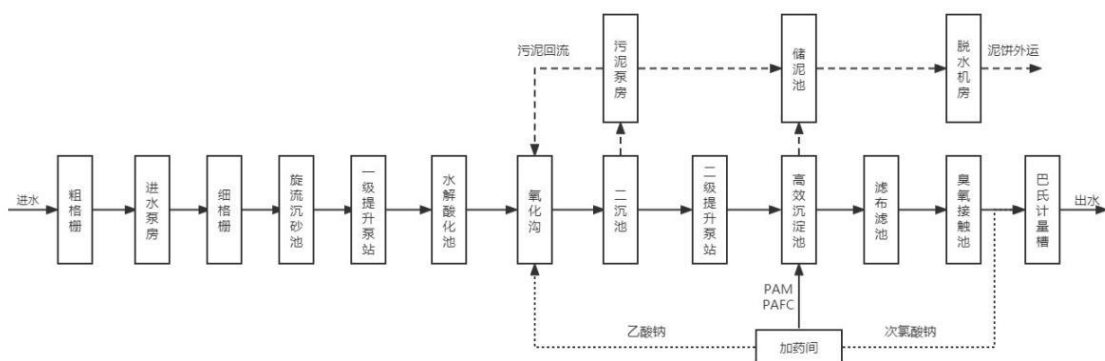 污泥回流
污泥泵房
储泥池
脱水机房
泥饼外运
进水
粗格栅
进水泵房
细格栅
旋流沉砂池
一级提升泵站
水解酸化池
氧化沟
二沉池
二级提升泵站
高效沉淀池
滤布滤池
臭氧接触池
巴氏计量槽
出水
PAM
PAFC
乙酸钠
加药间
次氯酸钠